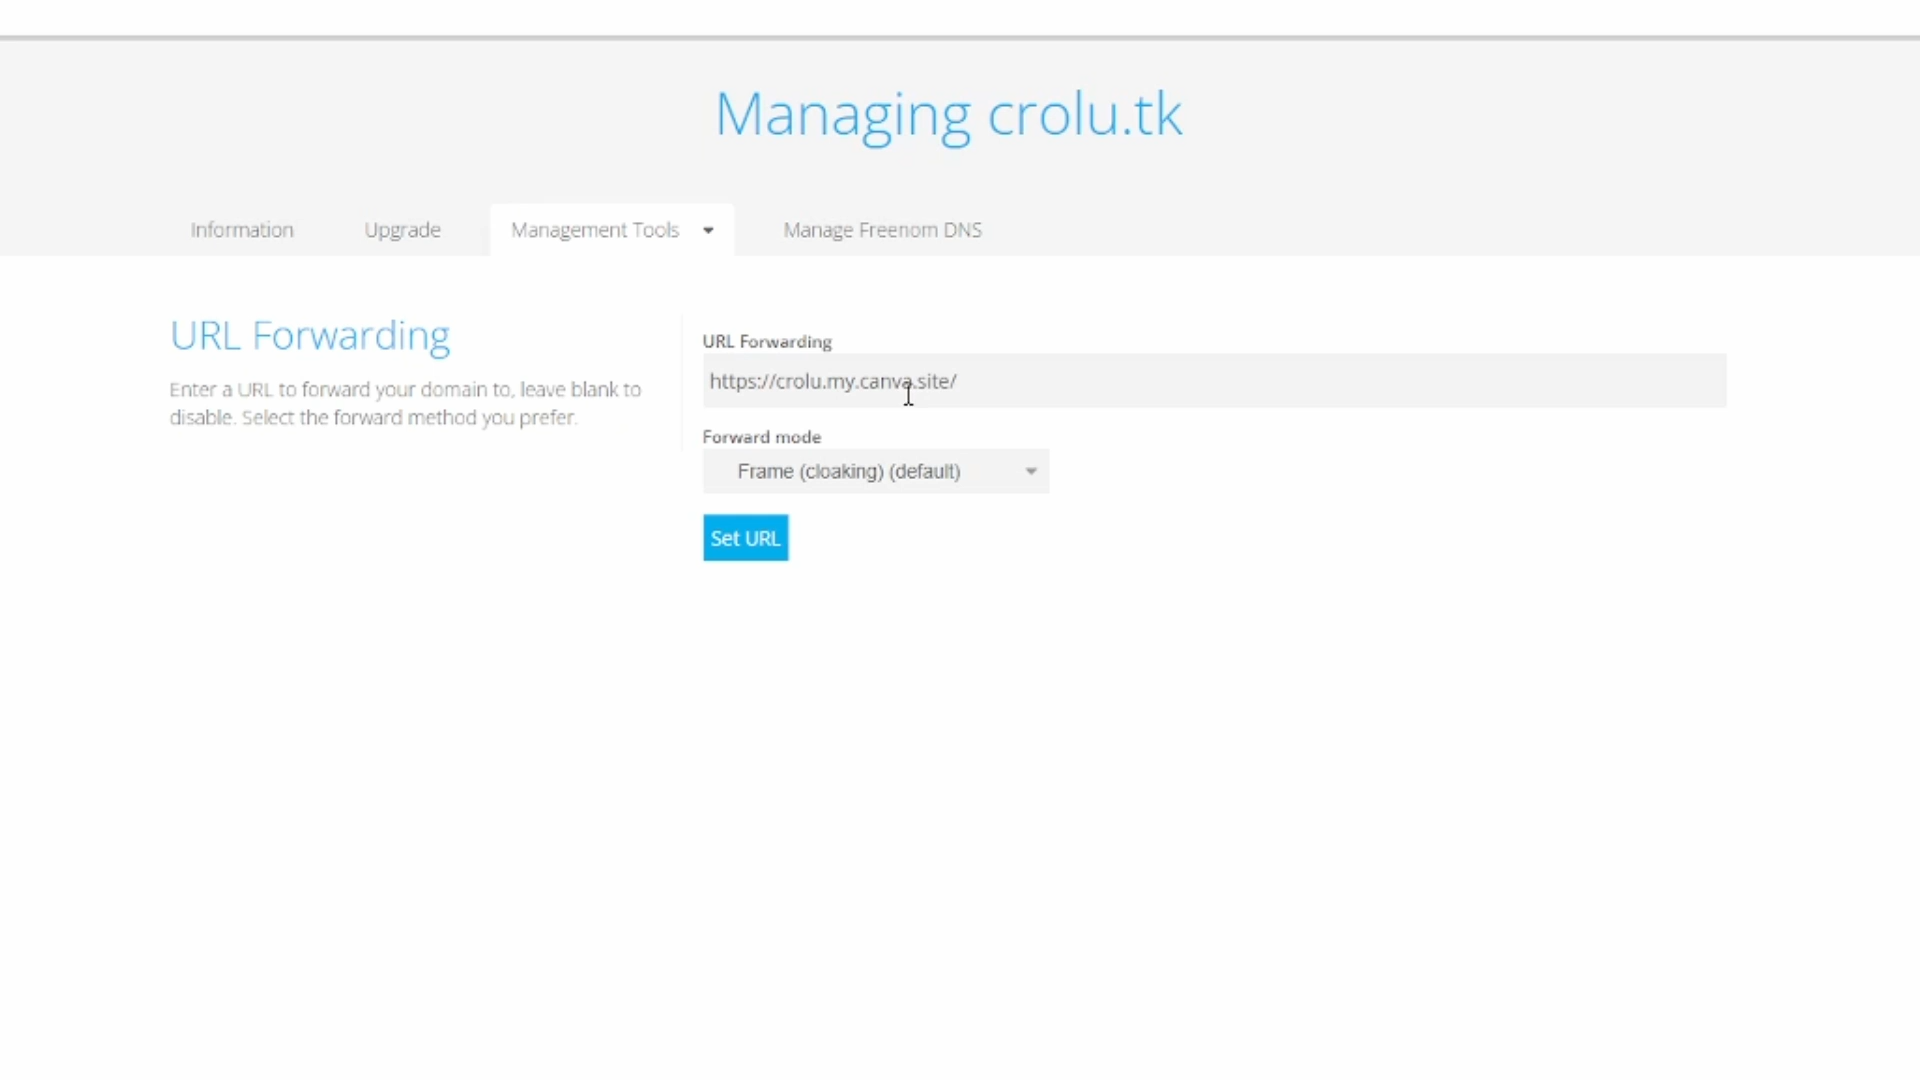 Managing crolu.tk
Information
Upgrade
Management Tools
Manage Freenom DNS
URL Forwarding
Enter a URL to forward your domain to, leave blank to
disable. Select the forward method you prefer.
URL Forwarding
https://crolu.my.canva.site/
Forward mode
Frame (cloaking) (default)
Set URL